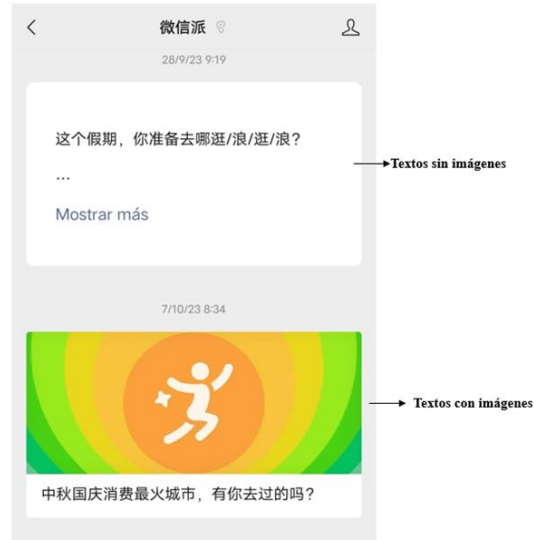 微信派
28/9/23 9:19
这个假期，你准备去哪逛/浪/逛/浪？
...
Mostrar más
Textos sin imágenes
7/10/23 8:34
Textos con imágenes
中秋国庆消费最火城市，有你去过的吗？